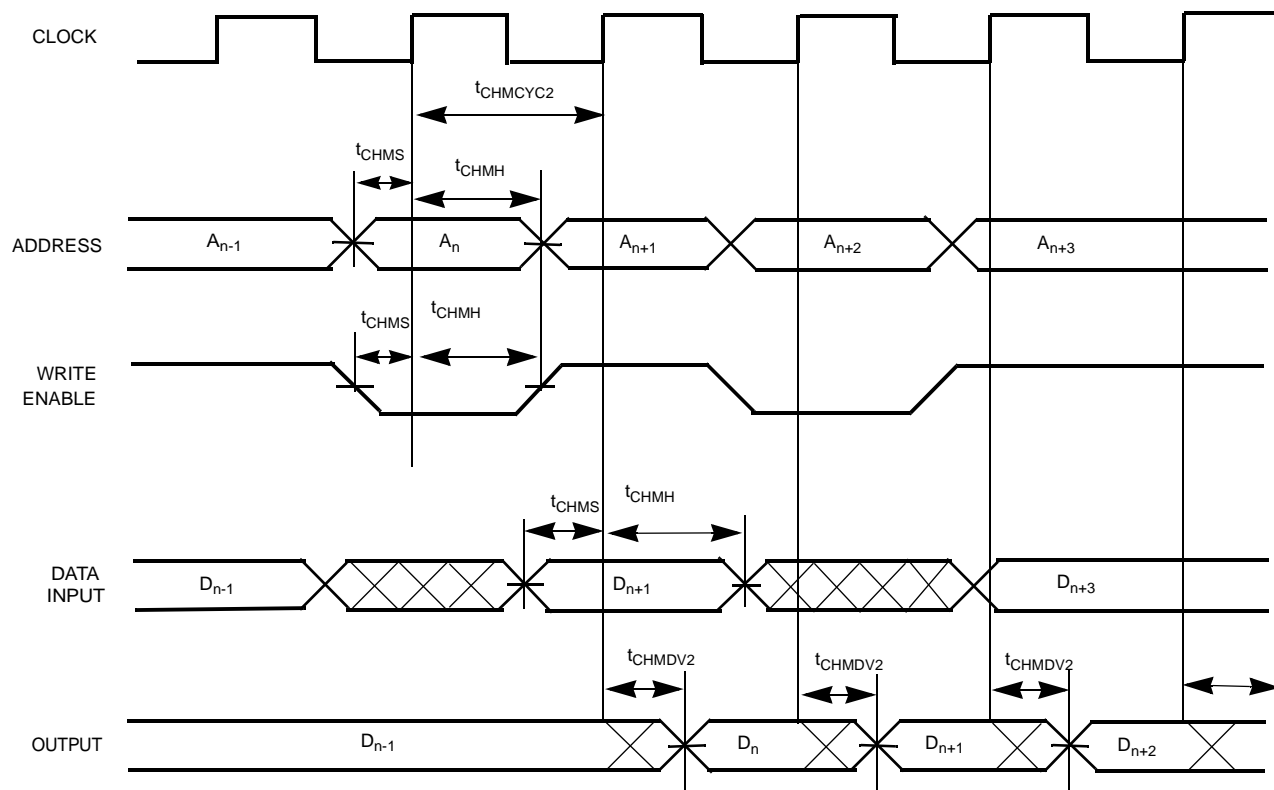 CLOCK
tCHMCYC2
tCHMS
tCHMH
ADDRESS
An-1
An
An+1
An+2
An+3
tCHMS
tCHMH
WRITE
ENABLE
tCHMS
tCHMH
DATA
INPUT
Dn-1
Dn+1
Dn+3
tCHMDV2
tCHMDV2
tCHMDV2
OUTPUT
Dn-1
Dn
Dn+1
Dn+2